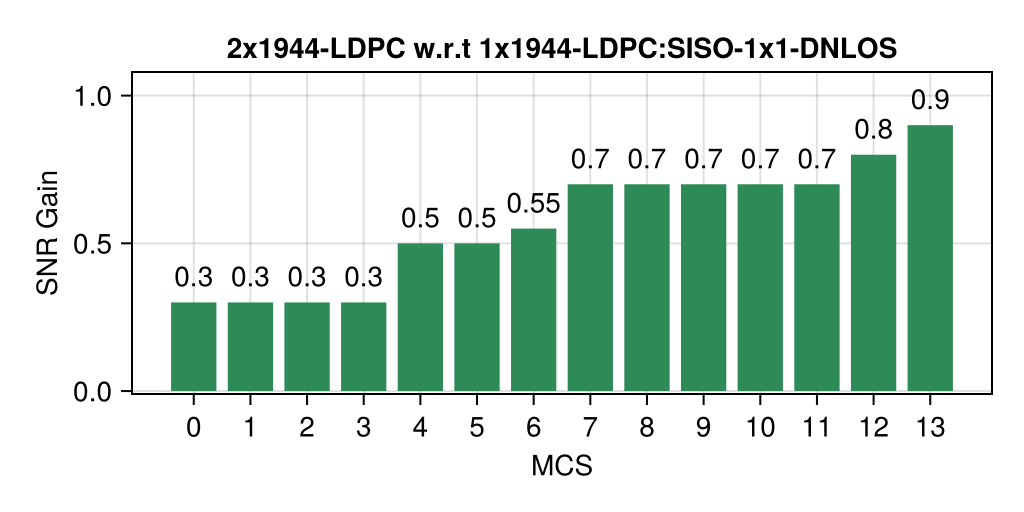 2x1944-LDPC w.r.t 1x1944-LDPC:SISO-1x1-DNLOS
SNR Gain
1.0
0.5
0.0
0.3 0.3 0.3 0.3 0.5 0.5 0.55 0.7 0.7 0.7 0.7 0.7 0.8 0.9
0 1 2 3 4 5 6 7 8 9 10 11 12 13
MCS